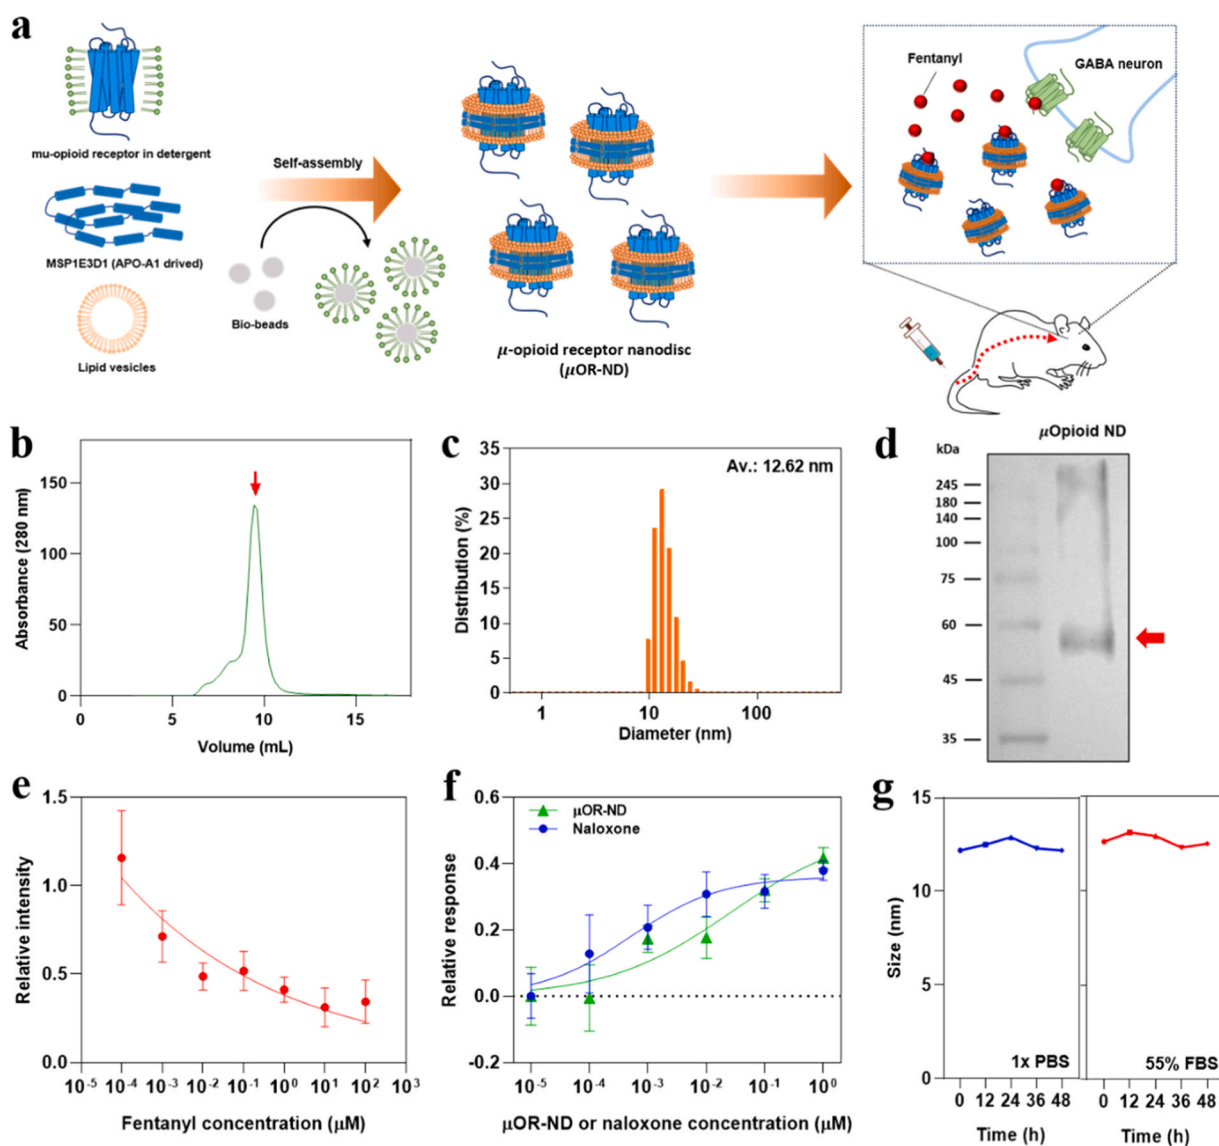 a
mu-opioid receptor in detergent
MSP1E3D1 (APO-A1 drived)
Lipid vesicles
Self-assembly
Bio-beads
μ-opioid receptor nanodisc
(μOR-ND)
Fentanyl
GABA neuron
b
Absorbance (280 nm)
150
100
50
0
0 5 10 15
Volume (mL)
c
Av.: 12.62 nm
Distribution (%)
35
30
25
20
15
10
5
0
1 10 100
Diameter (nm)
d
μOpioid ND
kDa
245
180
140
100
75
60
45
35
e
Relative intensity
1.5
1.0
0.5
0.0
10⁻⁵ 10⁻⁴ 10⁻³ 10⁻² 10⁻¹ 10⁰ 10¹ 10² 10³
Fentanyl concentration (μM)
f
μOR-ND
Naloxone
Relative response
0.6
0.4
0.2
0.0
-0.2
10⁻⁵ 10⁻⁴ 10⁻³ 10⁻² 10⁻¹ 10⁰
μOR-ND or naloxone concentration (μM)
g
Size (nm)
15
10
5
0
1x PBS
55% FBS
0 12 24 36 48
0 12 24 36 48
Time (h)
Time (h)